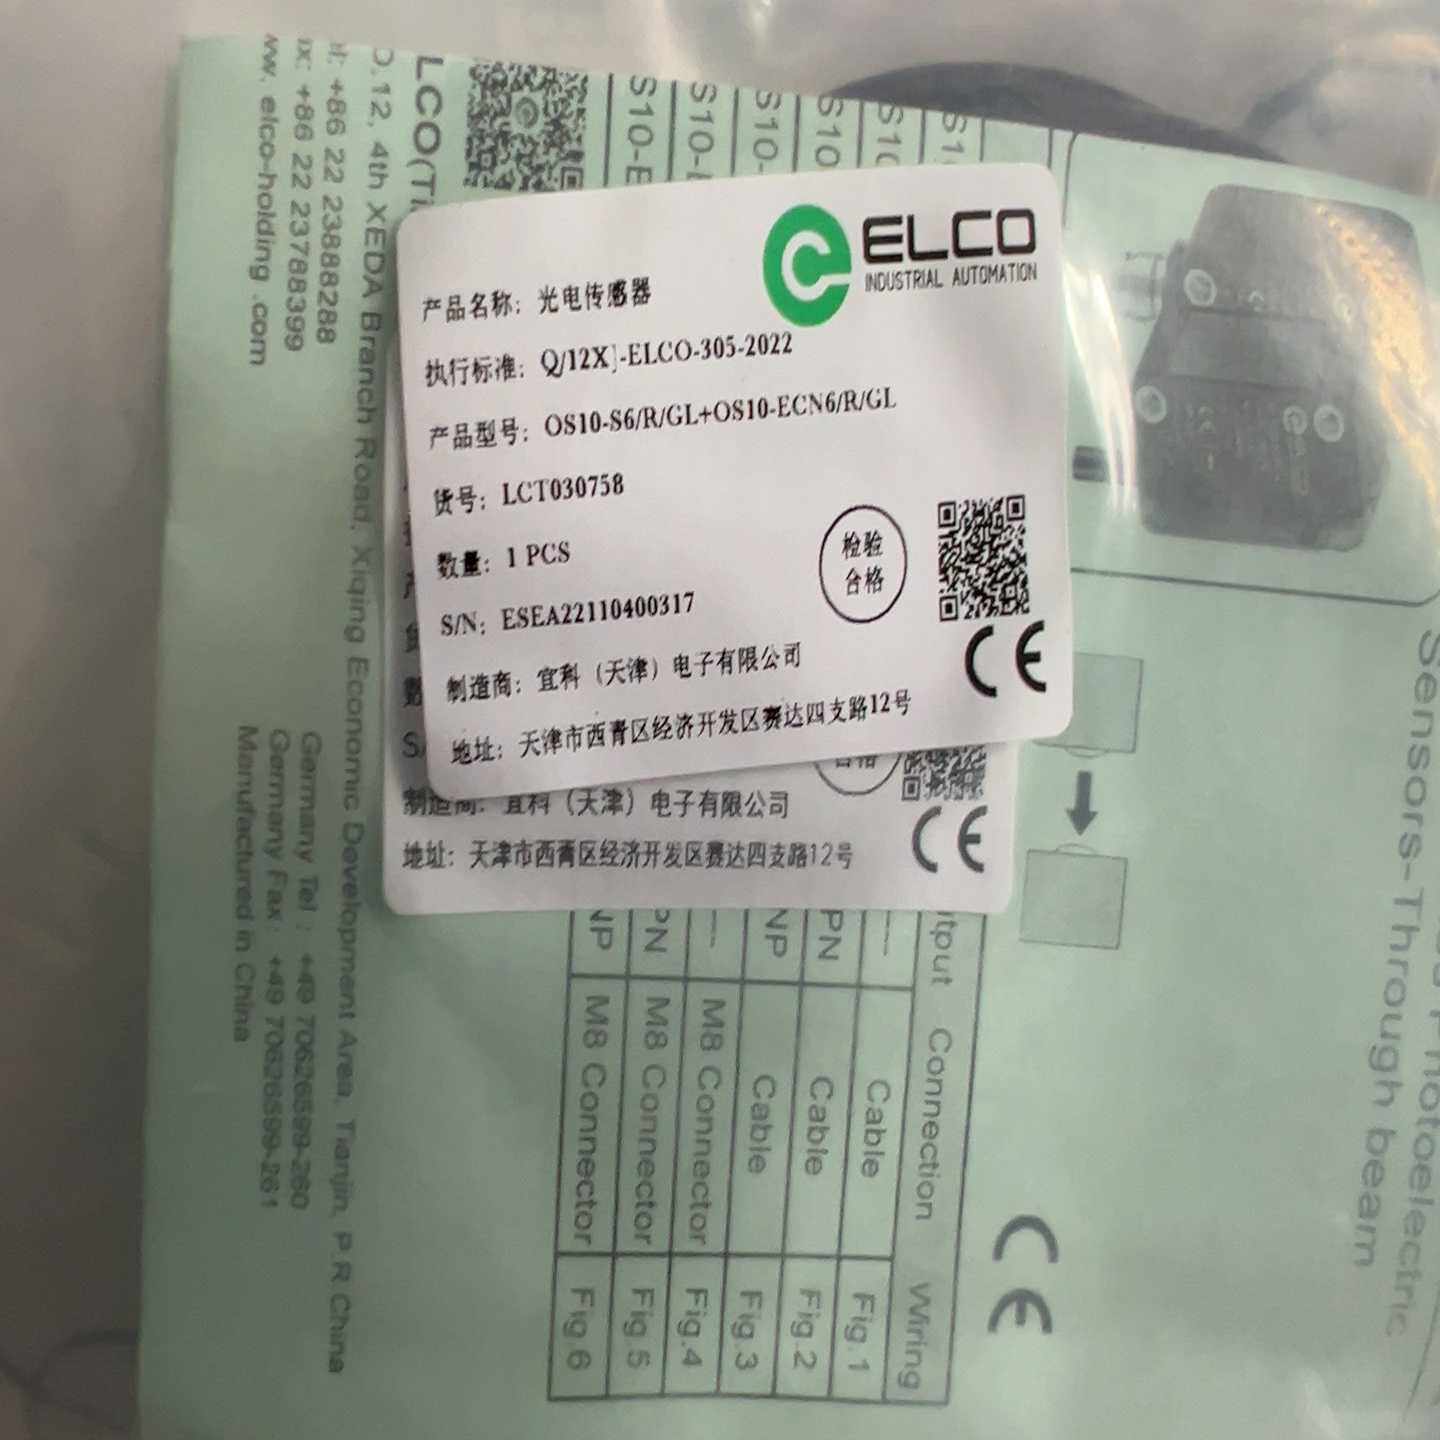 ELCO
INDUSTRIAL AUTOMATION
产品名称: 光电传感器
执行标准: Q/12XJ-ELCO-305-2022
产品型号: OS10-S6/R/GL+OS10-ECN6/R/GL
货号: LCT030758
数量: 1 PCS
S/N: ESEA22110400317
检验
合格
CE
制造商: 宜科（天津）电子有限公司
地址: 天津市西青区经济开发区赛达四支路12号
合格
制造商: 宜科（天津）电子有限公司
地址: 天津市西青区经济开发区赛达四支路12号
CE
Photoelectric
Sensors-Through beam
CE
Connection Wiring
Cable Fig.1
PN Cable Fig.2
NP Cable Fig.3
M8 Connector Fig.4
PN M8 Connector Fig.5
NP M8 Connector Fig.6
4th XEDA Branch Road, Xiqing Economic Development Area, Tianjin, P.R.China
+86 22 23888288
+86 22 23788399
elco-holding.com
Germany Tel: +49 70626599-260
Germany Fax: +49 70626599-261
Manufactured in China